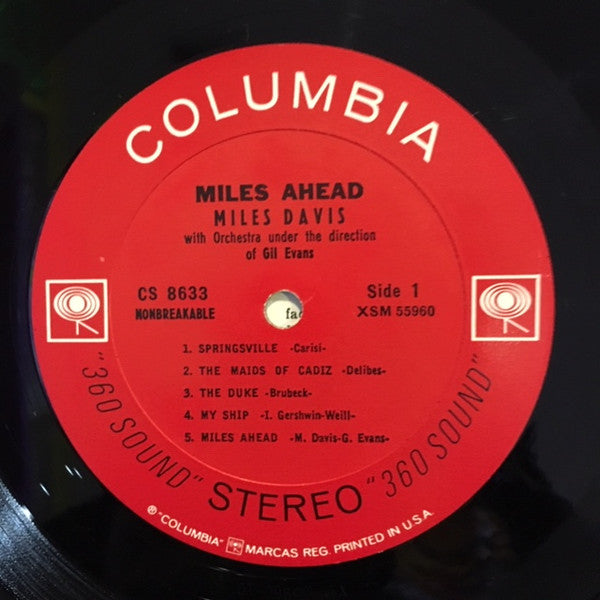 COLUMBIA
MILES AHEAD
MILES DAVIS
with Orchestra under the direction
of Gil Evans
CS 8633
NONBREAKABLE
Side 1
XSM 55960
fac
1. SPRINGSVILLE -Carisi-
2. THE MAIDS OF CADIZ -Delibes-
3. THE DUKE -Brubeck-
4. MY SHIP -I. Gershwin-Weill-
5. MILES AHEAD -M. Davis-G. Evans-
"360 SOUND" STEREO "360 SOUND"
® "COLUMBIA" MARCAS REG. PRINTED IN U.S.A.